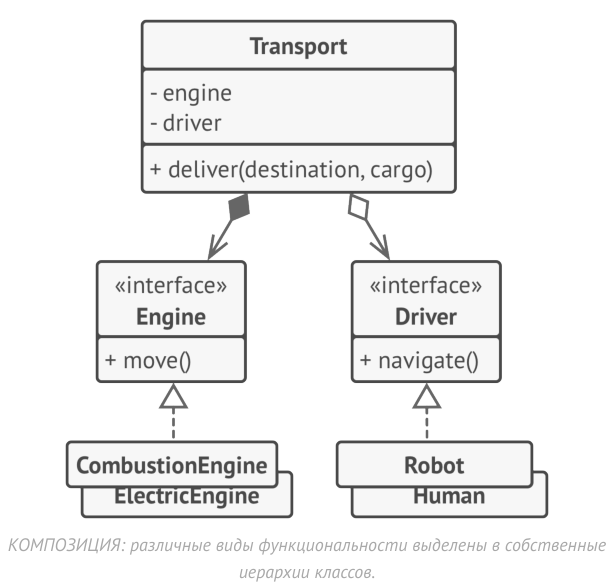 Transport
- engine
- driver
+ deliver(destination, cargo)
«interface» «interface»
Engine Driver
+ move() + navigate()
CombustionEngine Robot
ElectricEngine Human
КОМПОЗИЦИЯ: различные виды функциональности выделены в собственные
иерархии классов.